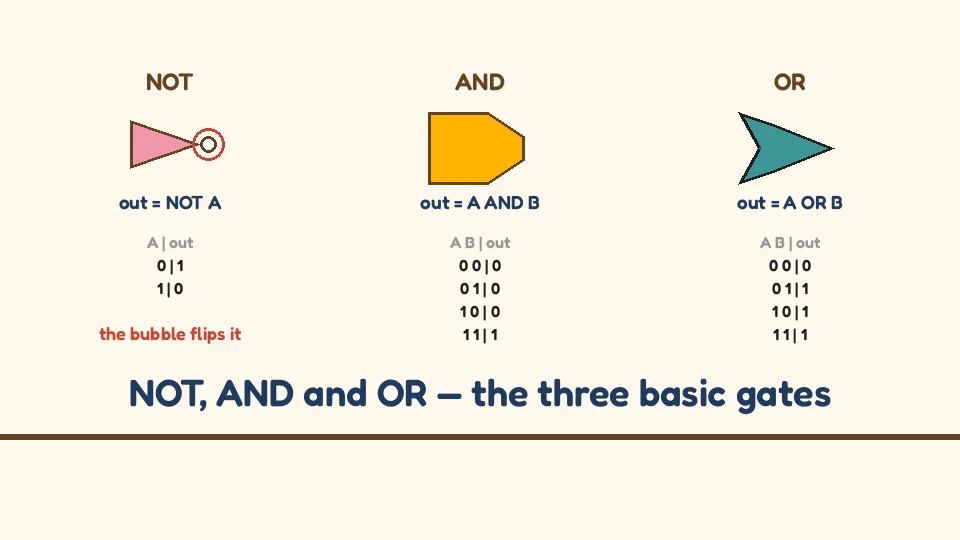 NOT
out = NOT A
A | out
0 | 1
1 | 0
the bubble flips it
AND
out = A AND B
A B | out
0 0 | 0
0 1 | 0
1 0 | 0
1 1 | 1
OR
out = A OR B
A B | out
0 0 | 0
0 1 | 1
1 0 | 1
1 1 | 1
NOT, AND and OR — the three basic gates